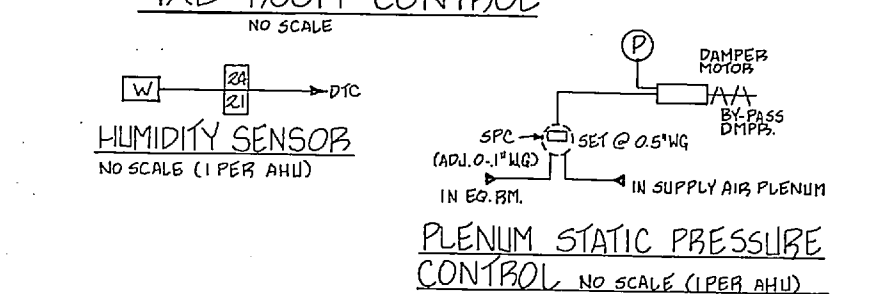 CONTROL
NO SCALE
W
24
21
DTC
HUMIDITY SENSOR
NO SCALE (1 PER AHU)
P
DAMPER
MOTOR
BY-PASS
DMPR.
SPC
SET @ 0.5" WG
(ADJ. 0-.1" WG)
IN EQ. RM.
IN SUPPLY AIR PLENUM
PLENUM STATIC PRESSURE
CONTROL NO SCALE (1 PER AHU)